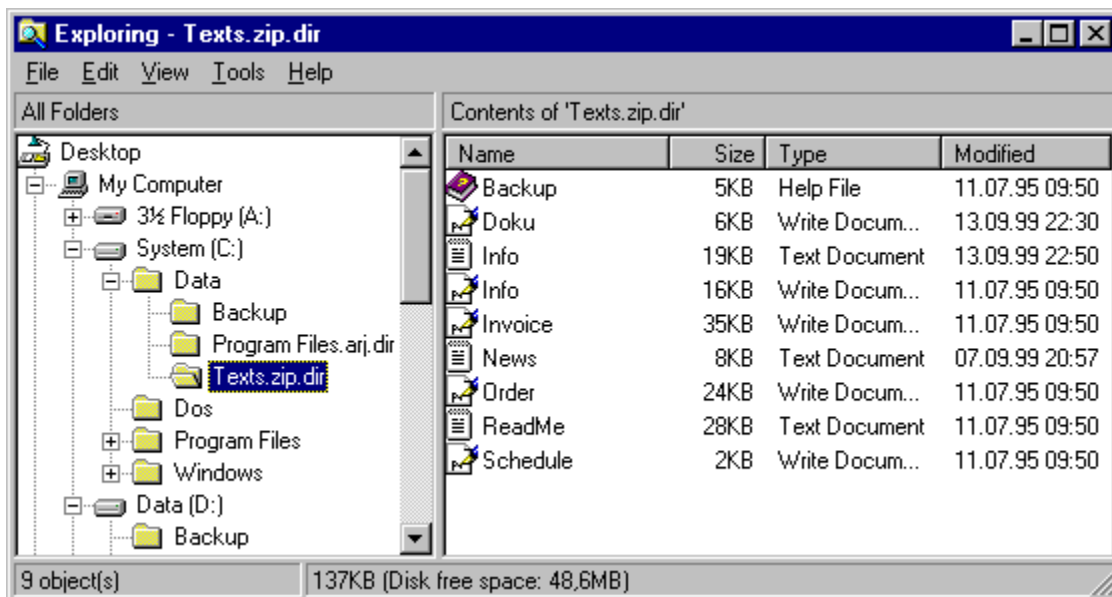 Exploring - Texts.zip.dir
File Edit View Tools Help
All Folders
Contents of 'Texts.zip.dir'
Desktop
My Computer
3½ Floppy (A:)
System (C:)
Data
Backup
Program Files.arj.dir
Texts.zip.dir
Dos
Program Files
Windows
Data (D:)
Backup
Name Size Type Modified
Backup 5KB Help File 11.07.95 09:50
Doku 6KB Write Docum... 13.09.99 22:30
Info 19KB Text Document 13.09.99 22:50
Info 16KB Write Docum... 11.07.95 09:50
Invoice 35KB Write Docum... 11.07.95 09:50
News 8KB Text Document 07.09.99 20:57
Order 24KB Write Docum... 11.07.95 09:50
ReadMe 28KB Text Document 11.07.95 09:50
Schedule 2KB Write Docum... 11.07.95 09:50
9 object(s)
137KB (Disk free space: 48,6MB)